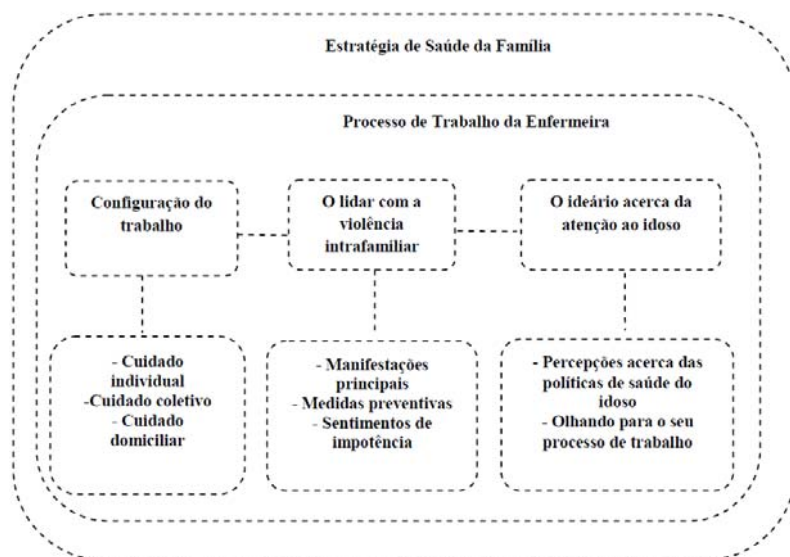 Estratégia de Saúde da Família
Processo de Trabalho da Enfermeira
Configuração do
trabalho
O lidar com a
violência
intrafamiliar
O ideário acerca da
atenção ao idoso
- Cuidado
individual
-Cuidado coletivo
- Cuidado
domiciliar
- Manifestações
principais
- Medidas preventivas
- Sentimentos de
impotência
- Percepções acerca das
políticas de saúde do
idoso
- Olhando para o seu
processo de trabalho